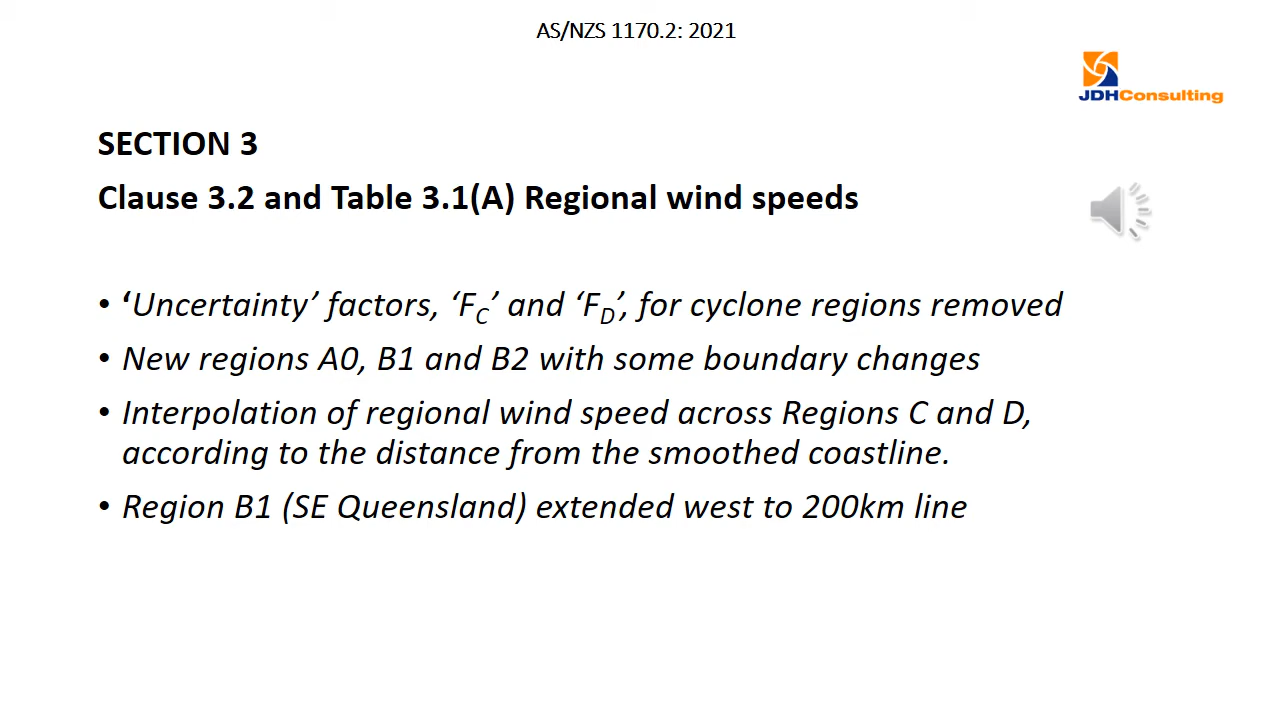 AS/NZS 1170.2: 2021
JDHConsulting
SECTION 3
Clause 3.2 and Table 3.1(A) Regional wind speeds
• ‘Uncertainty’ factors, ‘FC’ and ‘FD’, for cyclone regions removed
• New regions A0, B1 and B2 with some boundary changes
• Interpolation of regional wind speed across Regions C and D,
according to the distance from the smoothed coastline.
• Region B1 (SE Queensland) extended west to 200km line